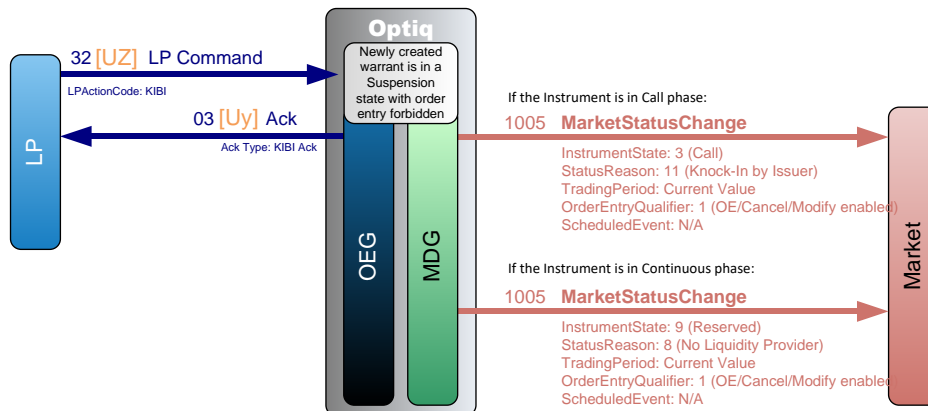 Optiq
32 [UZ] LP Command
LPActionCode: KIBI
Newly created
warrant is in a
Suspension
state with order
entry forbidden
03 [Uy] Ack
Ack Type: KIBI Ack
LP
OEG
MDG
If the Instrument is in Call phase:
1005 MarketStatusChange
InstrumentState: 3 (Call)
StatusReason: 11 (Knock-In by Issuer)
TradingPeriod: Current Value
OrderEntryQualifier: 1 (OE/Cancel/Modify enabled)
ScheduledEvent: N/A
If the Instrument is in Continuous phase:
1005 MarketStatusChange
InstrumentState: 9 (Reserved)
StatusReason: 8 (No Liquidity Provider)
TradingPeriod: Current Value
OrderEntryQualifier: 1 (OE/Cancel/Modify enabled)
ScheduledEvent: N/A
Market